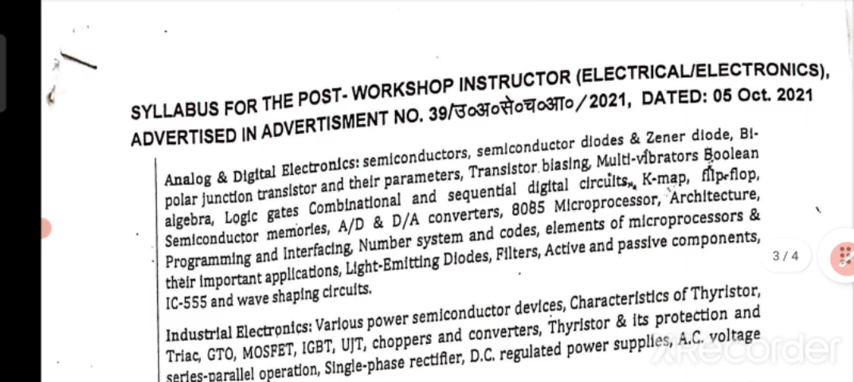 SYLLABUS FOR THE POST- WORKSHOP INSTRUCTOR (ELECTRICAL/ELECTRONICS),
ADVERTISED IN ADVERTISMENT NO. 39/उ०अ०से०च०आ०/2021, DATED: 05 Oct. 2021
Analog & Digital Electronics: semiconductors, semiconductor diodes & Zener diode, Bi-
polar junction transistor and their parameters, Transistor biasing, Multi-vibrators Boolean
algebra, Logic gates Combinational and sequential digital circuits, K-map, flip-flop,
Semiconductor memories, A/D & D/A converters, 8085 Microprocessor, Architecture,
Programming and Interfacing, Number system and codes, elements of microprocessors &
their important applications, Light-Emitting Diodes, Filters, Active and passive components,
IC-555 and wave shaping circuits.
3/4
Industrial Electronics: Various power semiconductor devices, Characteristics of Thyristor,
Triac, GTO, MOSFET, IGBT, UJT, choppers and converters, Thyristor & its protection and
series-parallel operation, Single-phase rectifier, D.C. regulated power supplies, A.C. voltage
XRecorder